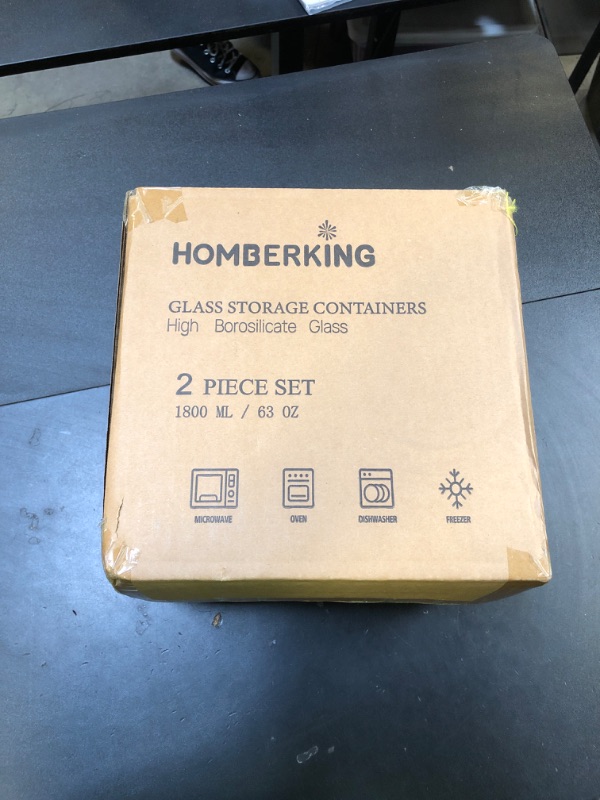 HOMBERKING
GLASS STORAGE CONTAINERS
High Borosilicate Glass
2 PIECE SET
1800 ML / 63 OZ
MICROWAVE OVEN DISHWASHER FREEZER